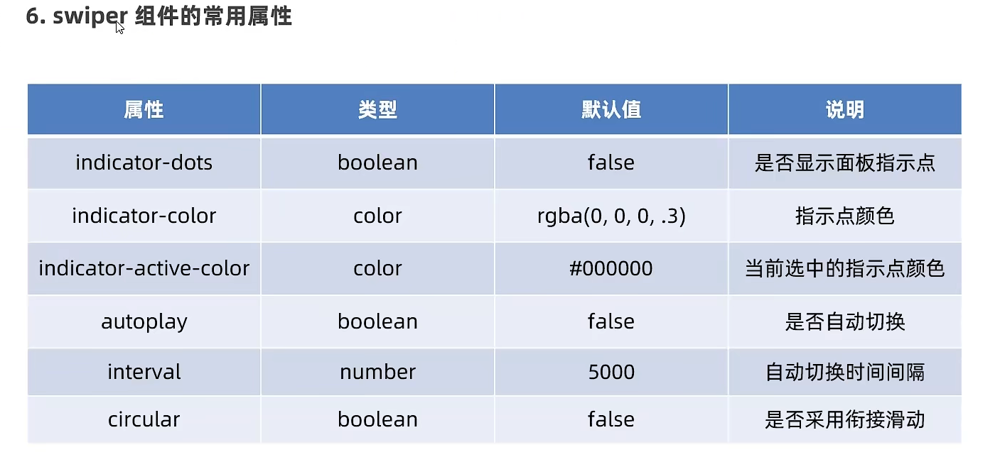 6. swiper 组件的常用属性
属性 类型 默认值 说明
indicator-dots boolean false 是否显示面板指示点
indicator-color color rgba(0, 0, 0, .3) 指示点颜色
indicator-active-color color #000000 当前选中的指示点颜色
autoplay boolean false 是否自动切换
interval number 5000 自动切换时间间隔
circular boolean false 是否采用衔接滑动